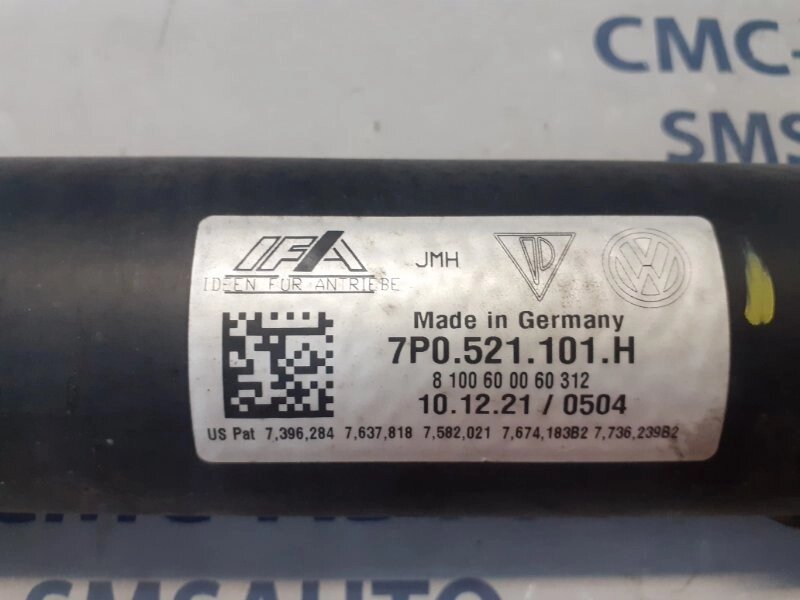 CMC-
SMS
IFA
IDEEN FÜR ANTRIEBE
JMH
Made in Germany
7P0.521.101.H
8 100 60 00 60 312
10.12.21 / 0504
US Pat 7,396,284 7,637,818 7,582,021 7,674,183B2 7,736,239B2
SMSAUTO